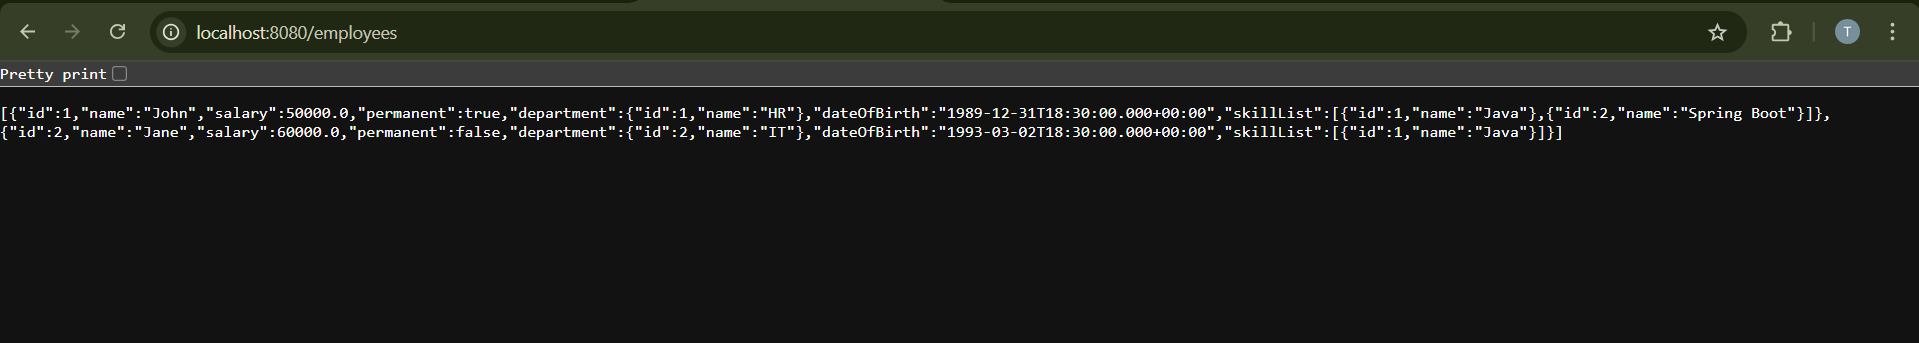 localhost:8080/employees
T
Pretty print
[{"id":1,"name":"John","salary":50000.0,"permanent":true,"department":{"id":1,"name":"HR"},"dateOfBirth":"1989-12-31T18:30:00.000+00:00","skillList":[{"id":1,"name":"Java"},{"id":2,"name":"Spring Boot"}]},
{"id":2,"name":"Jane","salary":60000.0,"permanent":false,"department":{"id":2,"name":"IT"},"dateOfBirth":"1993-03-02T18:30:00.000+00:00","skillList":[{"id":1,"name":"Java"}]}]